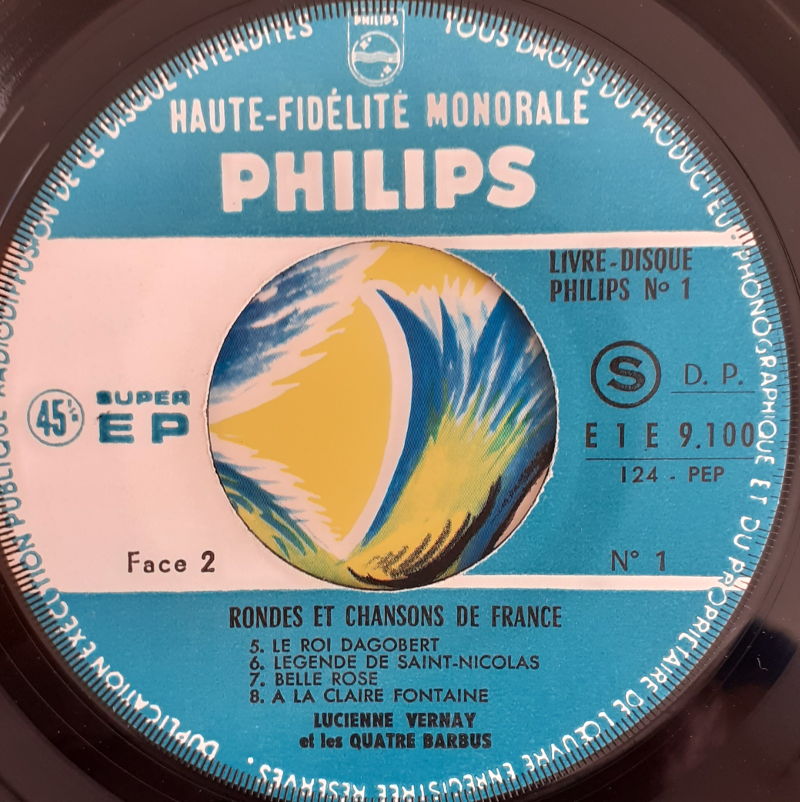 PHILIPS
TOUS DROITS DU PRODUCTEUR PHONOGRAPHIQUE ET DU PROPRIETAIRE DE L'ŒUVRE ENREGISTREE RESERVES. DUPLICATION EXECUTION PUBLIQUE RADIODIFFUSION DE CE DISQUE INTERDITES
HAUTE-FIDÉLITÉ MONORALE
PHILIPS
LIVRE-DISQUE
PHILIPS Nº 1
45
SUPER
EP
S D. P.
E 1 E 9.100
124 - PEP
Face 2
N° 1
RONDES ET CHANSONS DE FRANCE
5. LE ROI DAGOBERT
6. LEGENDE DE SAINT-NICOLAS
7. BELLE ROSE
8. A LA CLAIRE FONTAINE
LUCIENNE VERNAY
et les QUATRE BARBUS